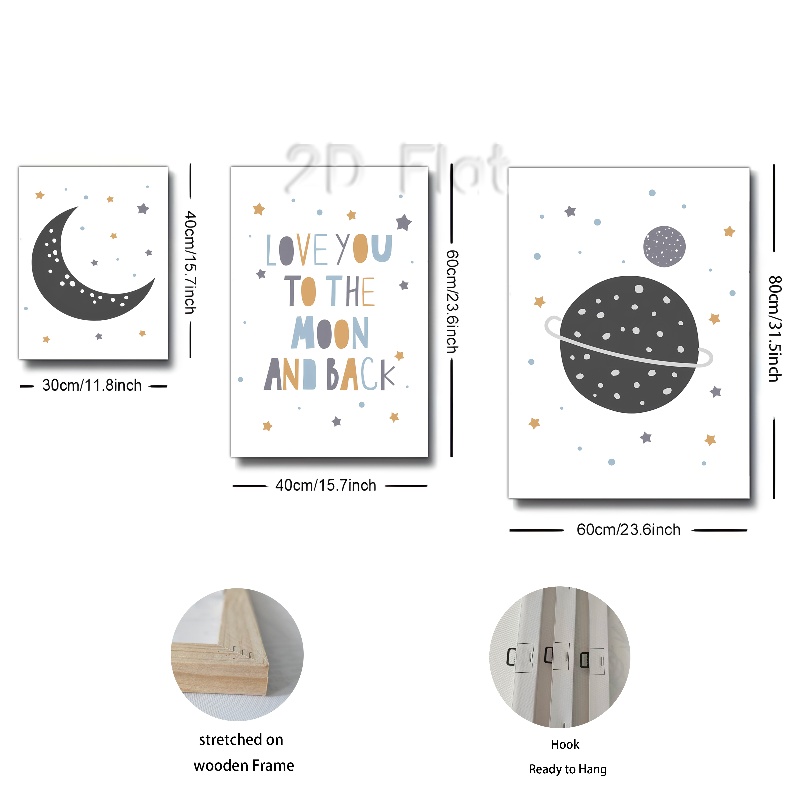 2D Flat
40cm/15.7inch
30cm/11.8inch
LOVE YOU
TO THE
MOON
AND BACK
60cm/23.6inch
40cm/15.7inch
80cm/31.5inch
60cm/23.6inch
stretched on
wooden Frame
Hook
Ready to Hang